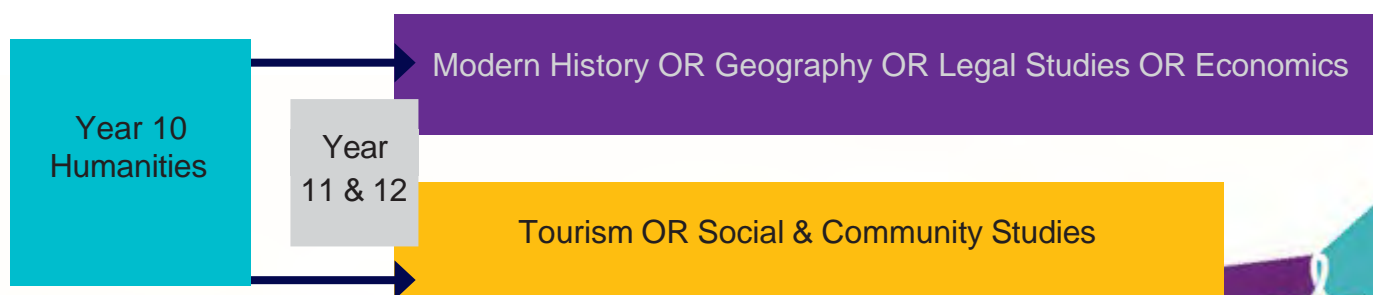 Year 10
Humanities
Year
11 & 12
Modern History OR Geography OR Legal Studies OR Economics
Tourism OR Social & Community Studies